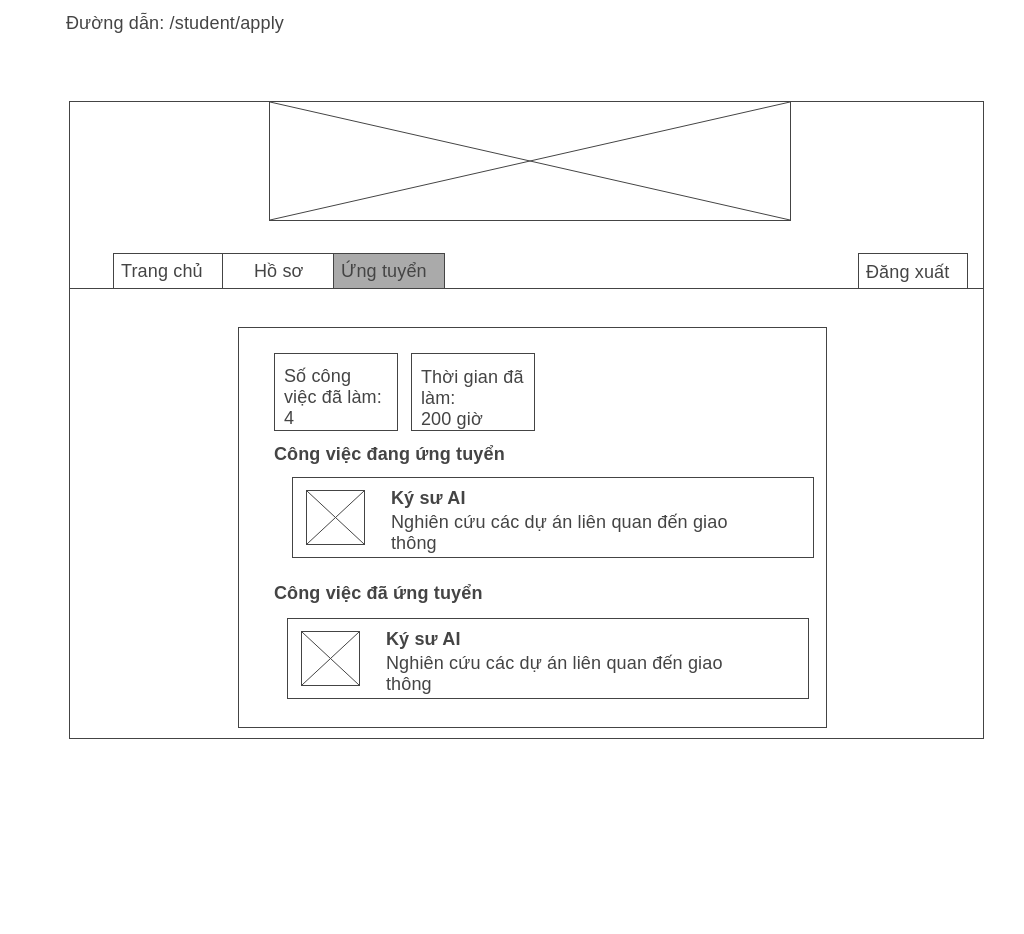 Đường dẫn: /student/apply
Trang chủ
Hồ sơ
Ứng tuyển
Đăng xuất
Số công
việc đã làm:
4
Thời gian đã
làm:
200 giờ
Công việc đang ứng tuyển
Ký sư AI
Nghiên cứu các dự án liên quan đến giao
thông
Công việc đã ứng tuyển
Ký sư AI
Nghiên cứu các dự án liên quan đến giao
thông